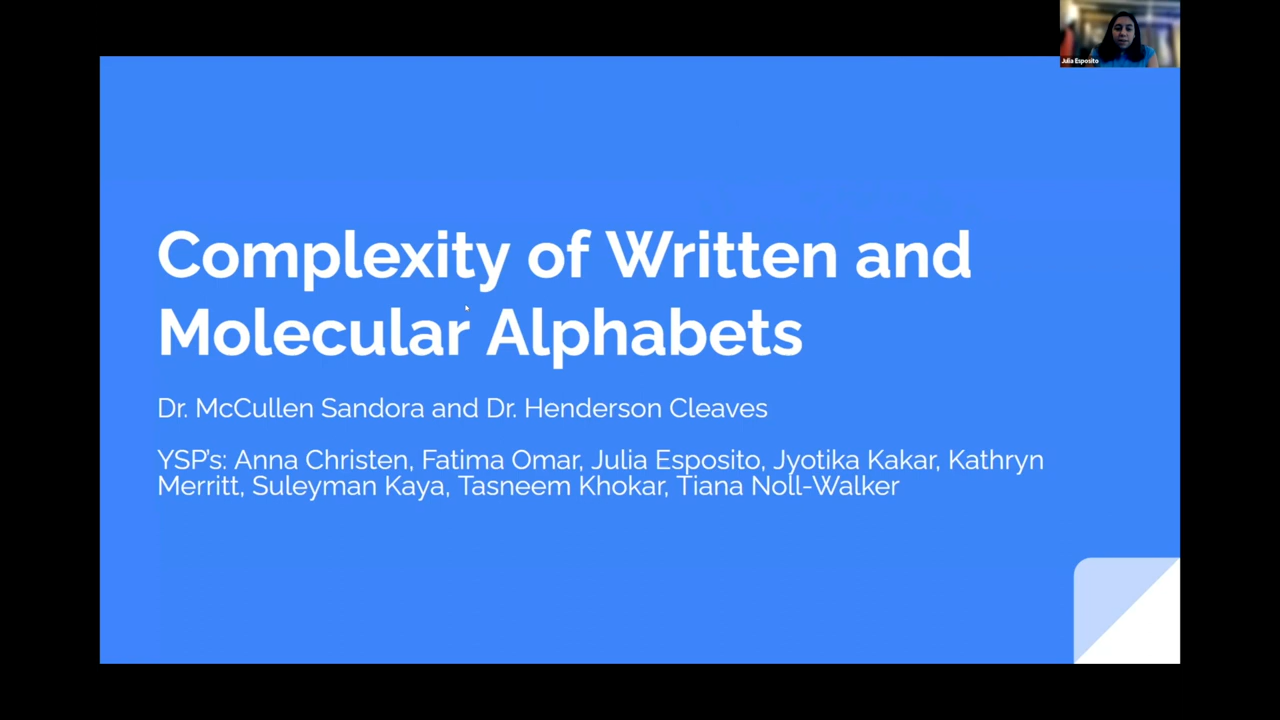 Julia Esposito
Complexity of Written and
Molecular Alphabets
Dr. McCullen Sandora and Dr. Henderson Cleaves
YSP's: Anna Christen, Fatima Omar, Julia Esposito, Jyotika Kakar, Kathryn
Merritt, Suleyman Kaya, Tasneem Khokar, Tiana Noll-Walker